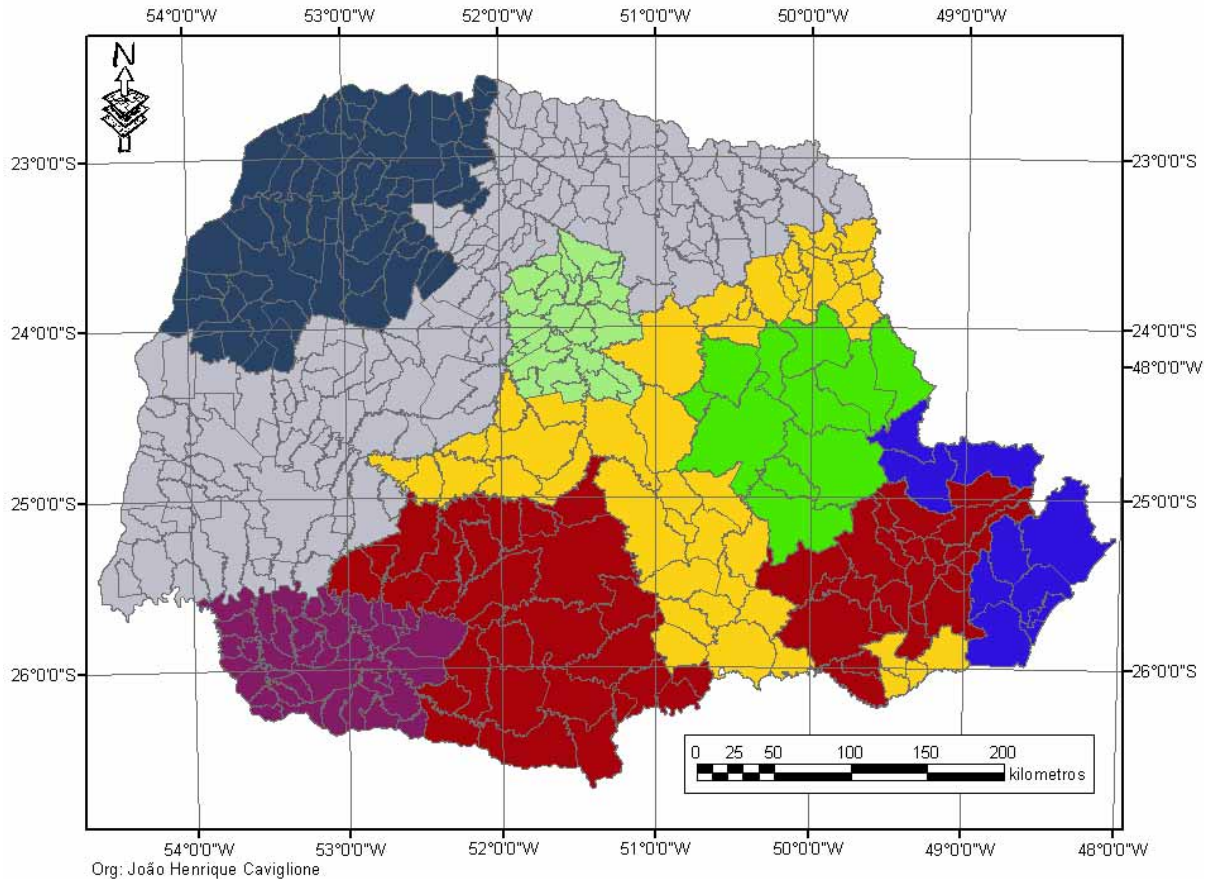 54°0'0"W 53°0'0"W 52°0'0"W 51°0'0"W 50°0'0"W 49°0'0"W
N
23°0'0"S 23°0'0"S
24°0'0"S 24°0'0"S
48°0'0"W
25°0'0"S 25°0'0"S
26°0'0"S 26°0'0"S
0 25 50 100 150 200
kilometros
54°0'0"W 53°0'0"W 52°0'0"W 51°0'0"W 50°0'0"W 49°0'0"W 48°0'0"W
Org: João Henrique Caviglione